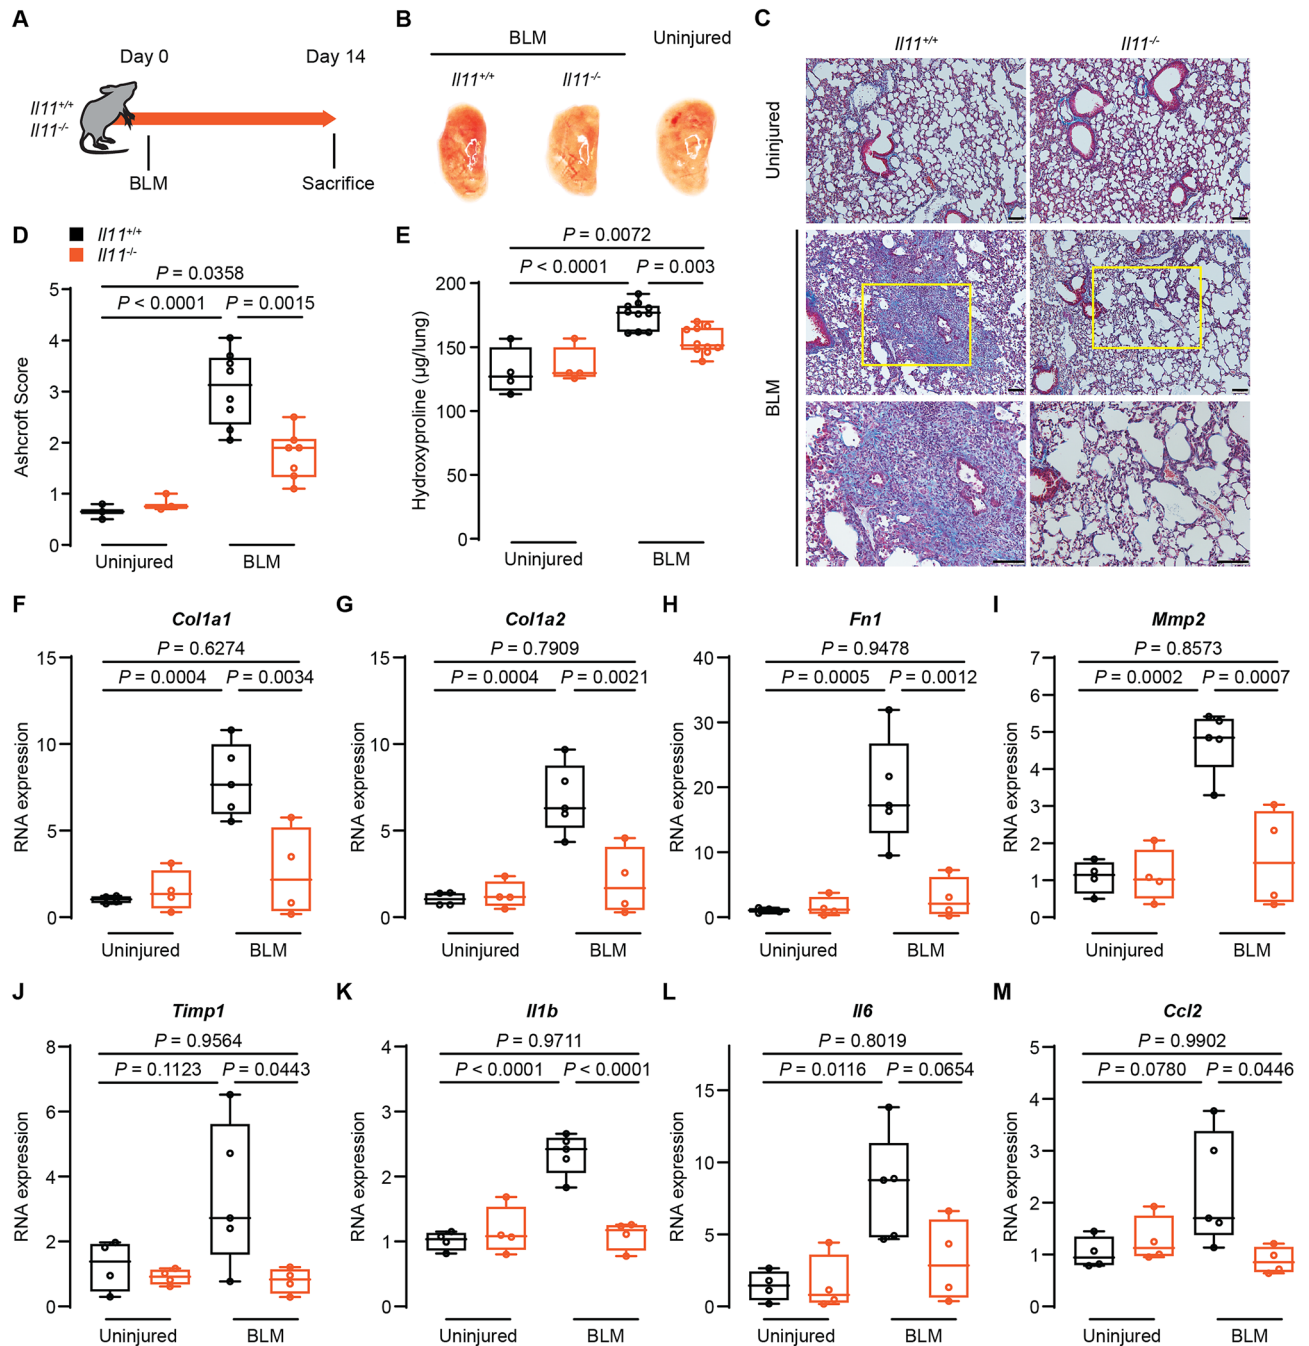 A
Day 0
Day 14
Il11+/+
Il11-/-
BLM
Sacrifice
B
BLM
Uninjured
Il11+/+
Il11-/-
C
Il11+/+
Il11-/-
Uninjured
BLM
D
Il11+/+
Il11-/-
P = 0.0358
P < 0.0001
P = 0.0015
Ashcroft Score
5
4
3
2
1
0
Uninjured
BLM
E
P = 0.0072
P < 0.0001
P = 0.003
Hydroxyproline (µg/lung)
200
150
100
50
0
Uninjured
BLM
F
Col1a1
P = 0.6274
P = 0.0004
P = 0.0034
RNA expression
15
10
5
0
Uninjured
BLM
G
Col1a2
P = 0.7909
P = 0.0004
P = 0.0021
RNA expression
15
10
5
0
Uninjured
BLM
H
Fn1
P = 0.9478
P = 0.0005
P = 0.0012
RNA expression
40
30
20
10
0
Uninjured
BLM
I
Mmp2
P = 0.8573
P = 0.0002
P = 0.0007
RNA expression
7
6
5
4
3
2
1
0
Uninjured
BLM
J
Timp1
P = 0.9564
P = 0.1123
P = 0.0443
RNA expression
8
6
4
2
0
Uninjured
BLM
K
Il1b
P = 0.9711
P < 0.0001
P < 0.0001
RNA expression
4
3
2
1
0
Uninjured
BLM
L
Il6
P = 0.8019
P = 0.0116
P = 0.0654
RNA expression
15
10
5
0
Uninjured
BLM
M
Ccl2
P = 0.9902
P = 0.0780
P = 0.0446
RNA expression
5
4
3
2
1
0
Uninjured
BLM